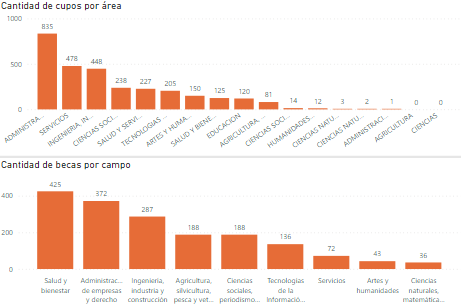 Cantidad de cupos por área
1000
500
0
835
478
448
238
227
205
150
125
120
81
14
12
3
2
1
0
0
ADMINISTRA...
SERVICIOS
INGENIERIA, IN...
CIENCIAS SOCI...
SALUD Y SERVI...
TECNOLOGIAS ...
ARTES Y HUMA...
SALUD Y BIENE...
EDUCACION
AGRICULTURA, ...
CIENCIAS SOCI...
HUMANIDADES...
CIENCIAS NATU...
CIENCIAS NATU...
ADMINISTRACI...
AGRICULTURA
CIENCIAS
Cantidad de becas por campo
400
200
0
425
372
287
188
188
136
72
43
36
Salud y
bienestar
Administrac...
de empresas
y derecho
Ingenieria,
industria y
construcción
Agricultura,
silvicultura,
pesca y vet...
Ciencias
sociales,
periodismo...
Tecnologías
de la
Informació...
Servicios
Artes y
humanidades
Ciencias
naturales,
matemática...